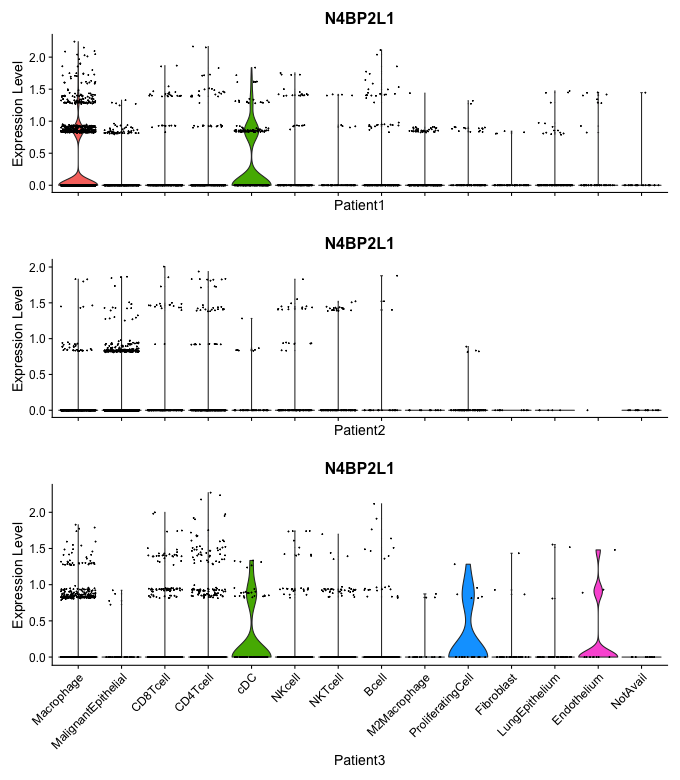 N4BP2L1
Expression Level
2.0
1.5
1.0
0.5
0.0
Patient1
N4BP2L1
Expression Level
2.0
1.5
1.0
0.5
0.0
Patient2
N4BP2L1
Expression Level
2.0
1.5
1.0
0.5
0.0
Macrophage
MalignantEpithelial
CD8Tcell
CD4Tcell
cDC
NKcell
NKTcell
Bcell
M2Macrophage
ProliferatingCell
Fibroblast
LungEpithelium
Endothelium
NotAvail
Patient3